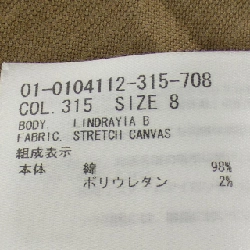 01-0104112-315-708
COL. 315 SIZE 8
BODY. LINDRAYIA B
FABRIC. STRETCH CANVAS
組成表示
本体 綿 98%
ポリウレタン 2%